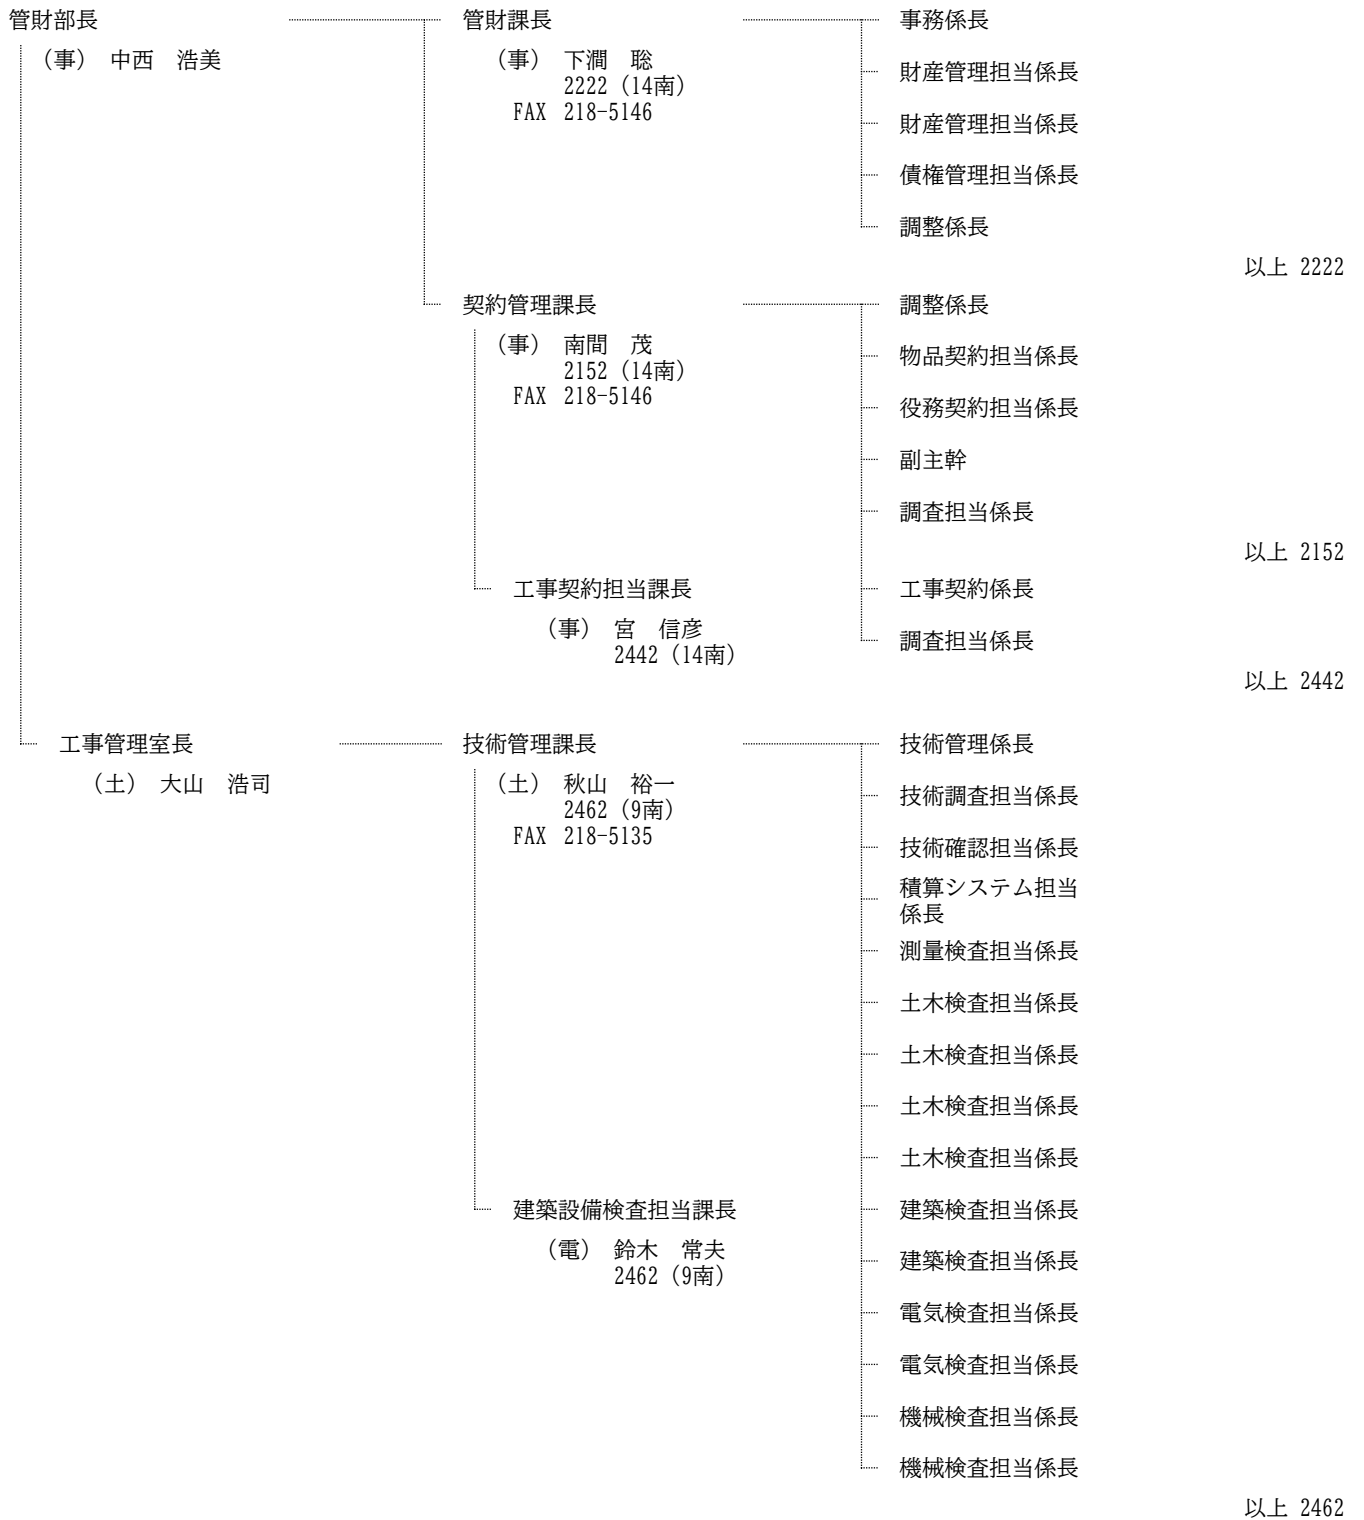 管財部長
（事） 中西　浩美
管財課長
（事） 下澗　聡
2222（14南）
FAX 218-5146
事務係長
財産管理担当係長
財産管理担当係長
債権管理担当係長
調整係長
以上 2222
契約管理課長
（事） 南間　茂
2152（14南）
FAX 218-5146
調整係長
物品契約担当係長
役務契約担当係長
副主幹
調査担当係長
以上 2152
工事契約担当課長
（事） 宮　信彦
2442（14南）
工事契約係長
調査担当係長
以上 2442
工事管理室長
（土） 大山　浩司
技術管理課長
（土） 秋山　裕一
2462（9南）
FAX 218-5135
技術管理係長
技術調査担当係長
技術確認担当係長
積算システム担当
係長
測量検査担当係長
土木検査担当係長
土木検査担当係長
土木検査担当係長
土木検査担当係長
建築設備検査担当課長
（電） 鈴木　常夫
2462（9南）
建築検査担当係長
建築検査担当係長
電気検査担当係長
電気検査担当係長
機械検査担当係長
機械検査担当係長
以上 2462